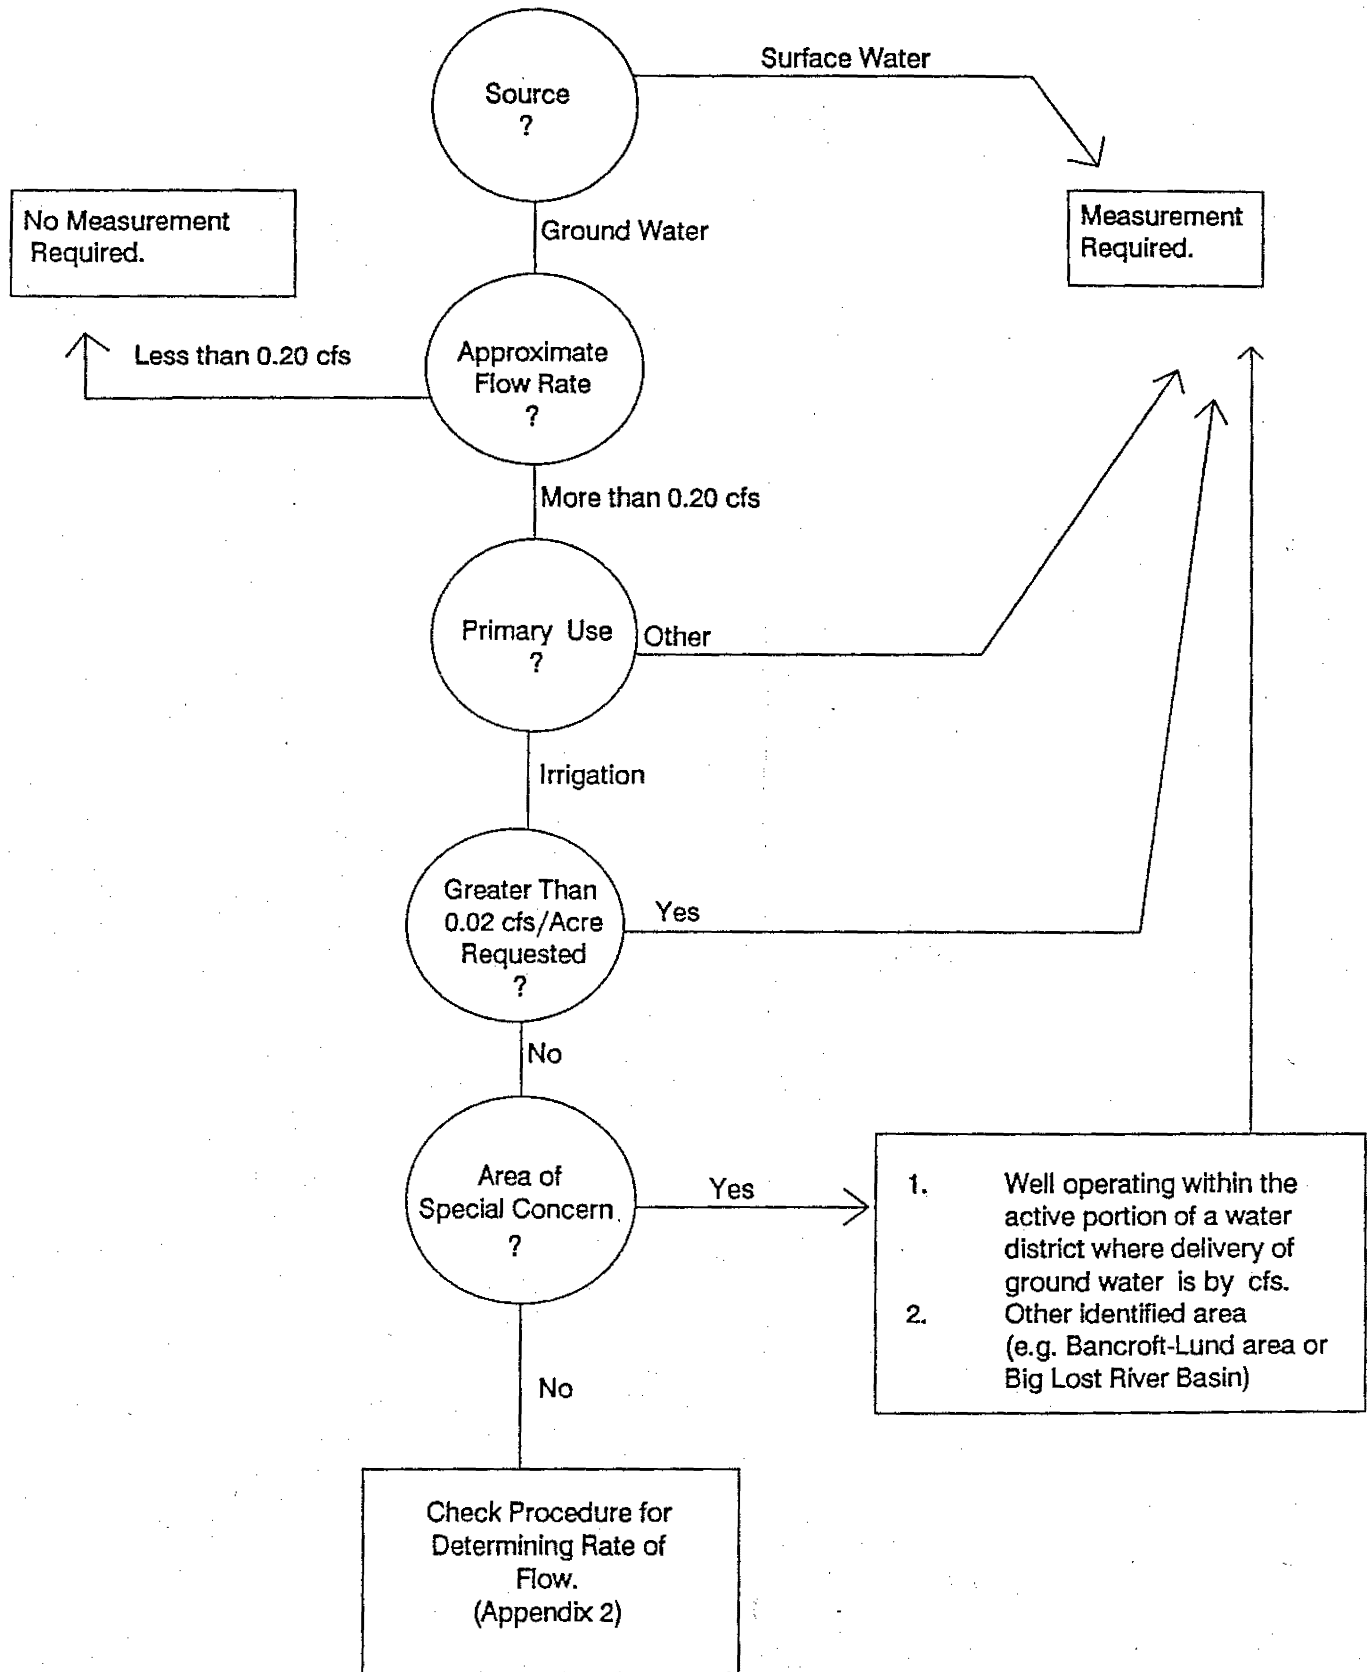 Source
?
Surface Water
No Measurement
Required.
Measurement
Required.
Ground Water
Approximate
Flow Rate
?
Less than 0.20 cfs
More than 0.20 cfs
Primary Use
?
Other
Irrigation
Greater Than
0.02 cfs/Acre
Requested
?
Yes
No
Area of
Special Concern
?
Yes
1. Well operating within the
active portion of a water
district where delivery of
ground water is by cfs.
2. Other identified area
(e.g. Bancroft-Lund area or
Big Lost River Basin)
No
Check Procedure for
Determining Rate of
Flow.
(Appendix 2)